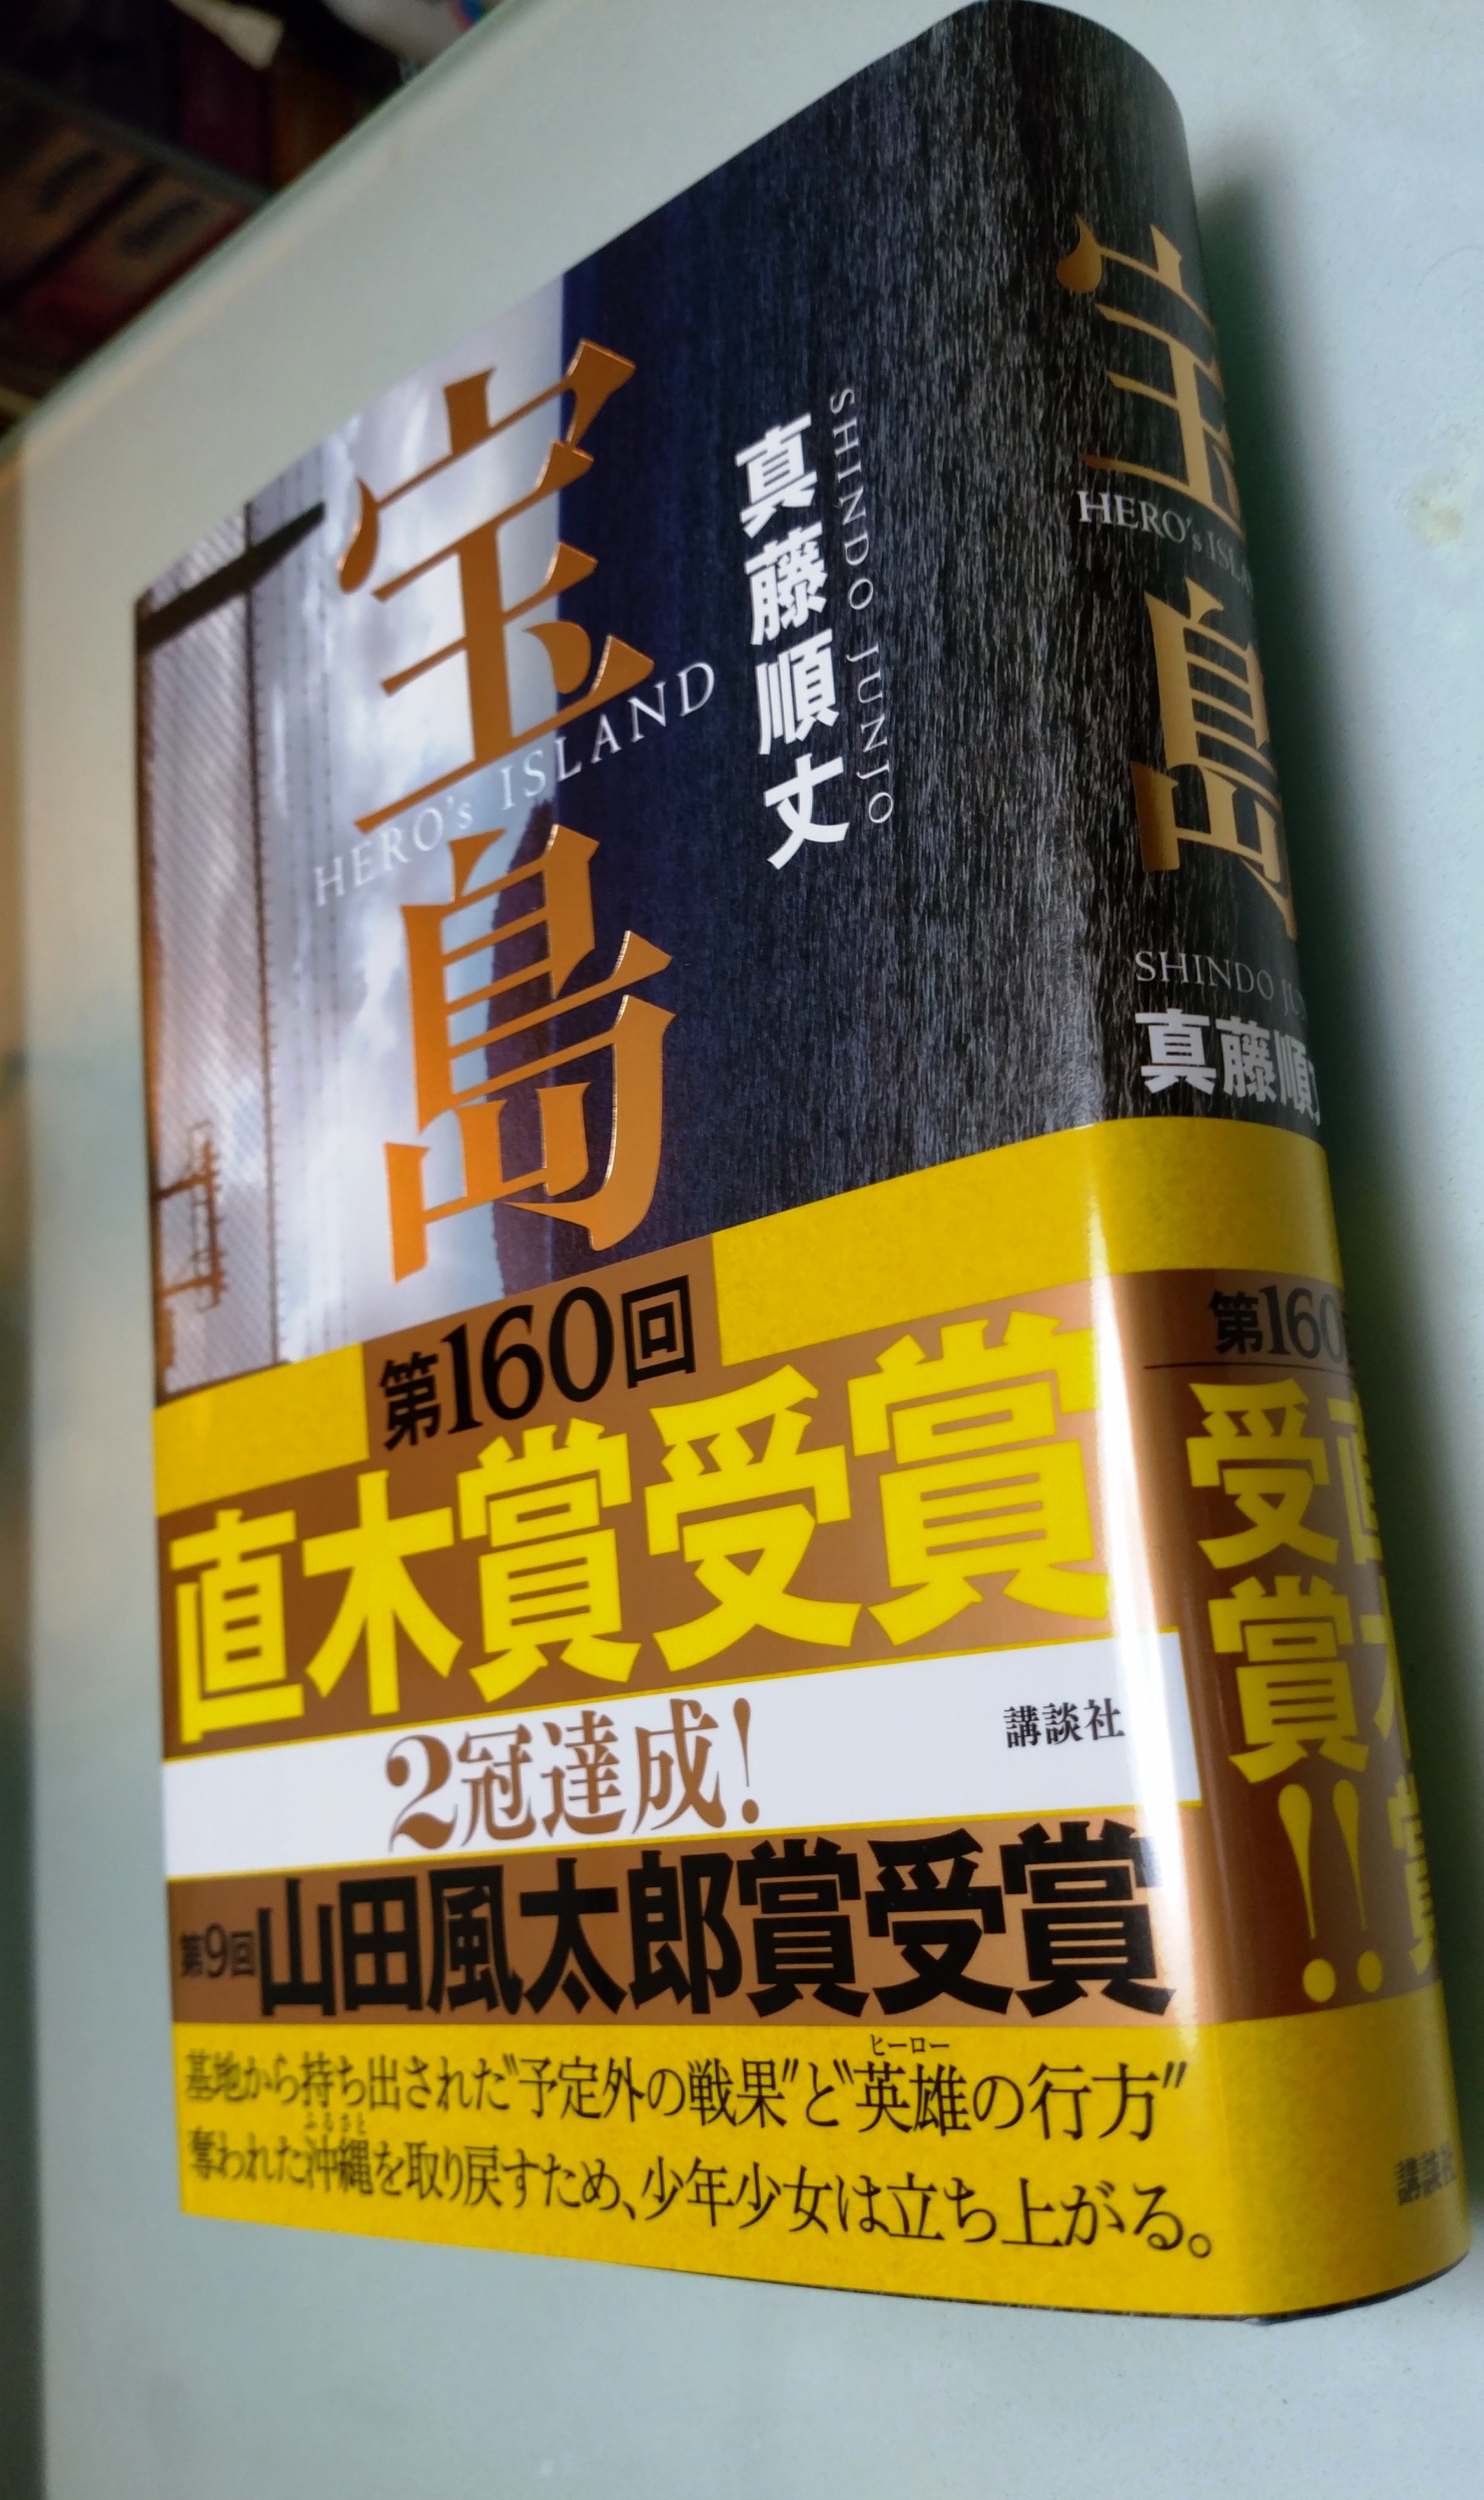 宝島
HERO's ISLAND
真藤順丈
SHINDO JUNJO
第160回
直木賞受賞
2冠達成!
講談社
第9回山田風太郎賞受賞
ヒーロー
基地から持ち出された"予定外の戦果"と"英雄の行方"
ふるさと
奪われた沖縄を取り戻すため、少年少女は立ち上がる。
宝島
HERO's
SHINDO
真藤順
第160
直木賞
受賞!!
講談社